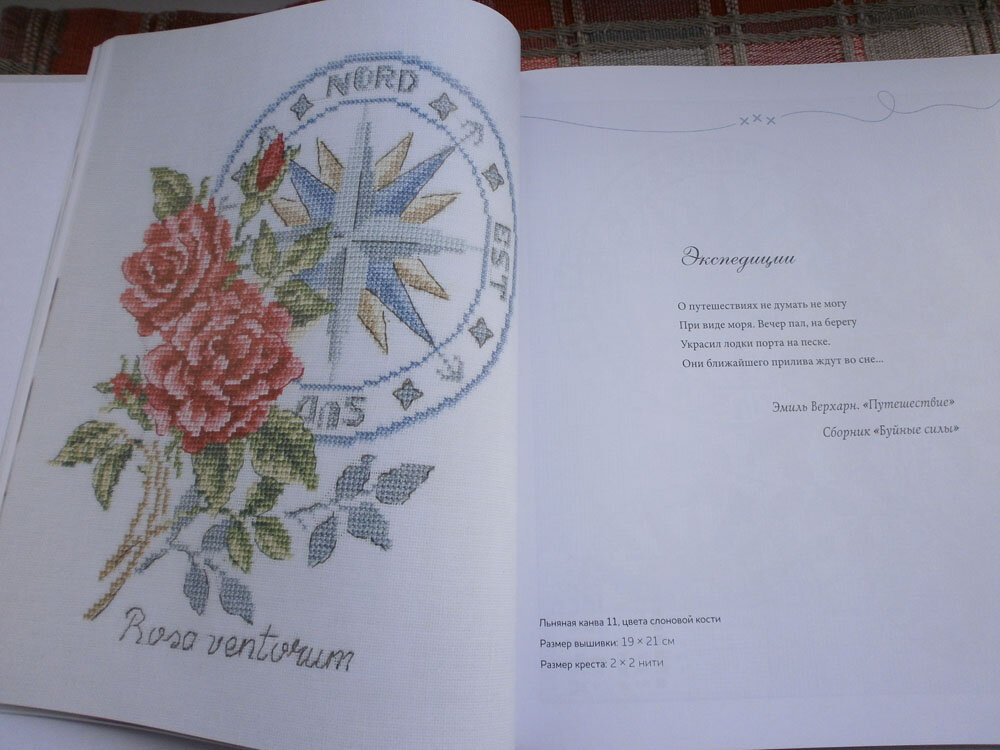 NORD
EST
Rosa ventorum
Экспедиции
О путешествиях не думать не могу
При виде моря. Вечер пал, на берегу
Украсил лодки порта на песке.
Они ближайшего прилива ждут во сне...
Эмиль Верхарн. «Путешествие»
Сборник «Буйные силы»
Льняная канва 11, цвета слоновой кости
Размер вышивки: 19 × 21 см
Размер креста: 2 × 2 нити